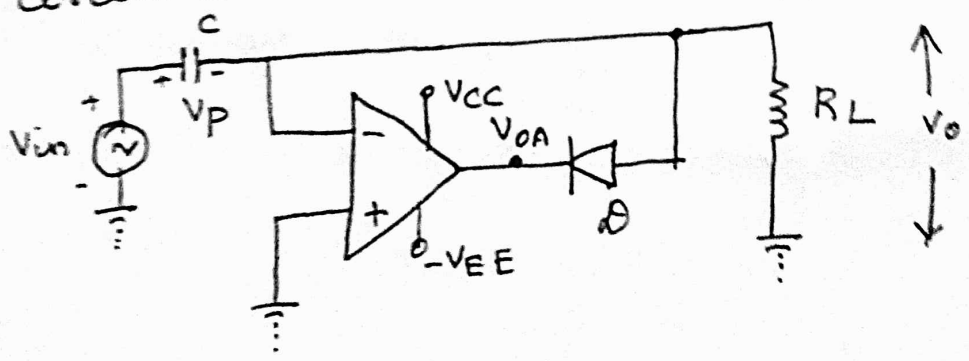 C
+ -
VP
+
Vin
-
VCC
VOA
-
+
-VEE
D
RL
Vo